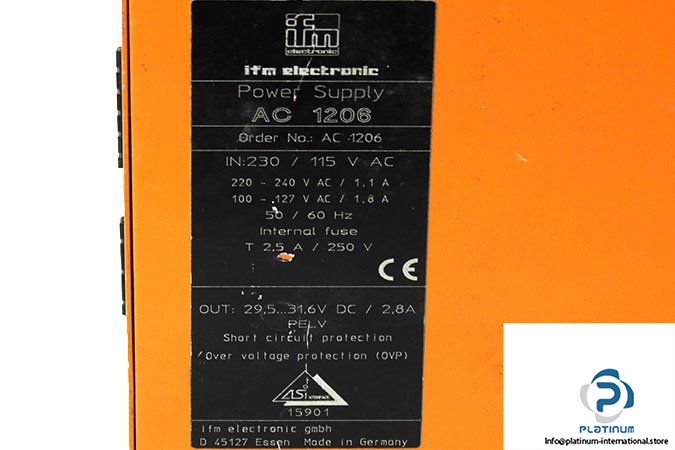 ifm
electronic
ifm electronic
Power Supply
AC 1206
Order No.: AC 1206
IN:230 / 115 V AC
220 - 240 V AC / 1,1 A
100 - 127 V AC / 1,8 A
50 / 60 Hz
Internal fuse
T 2,5 A / 250 V
CE
OUT: 29,5...31,6V DC / 2,8A
PELV
Short circuit protection
Over voltage protection (OVP)
ASi
INTERFACE
15901
ifm electronic gmbh
D 45127 Essen Made in Germany
PLATINUM
info@platinum-international.store